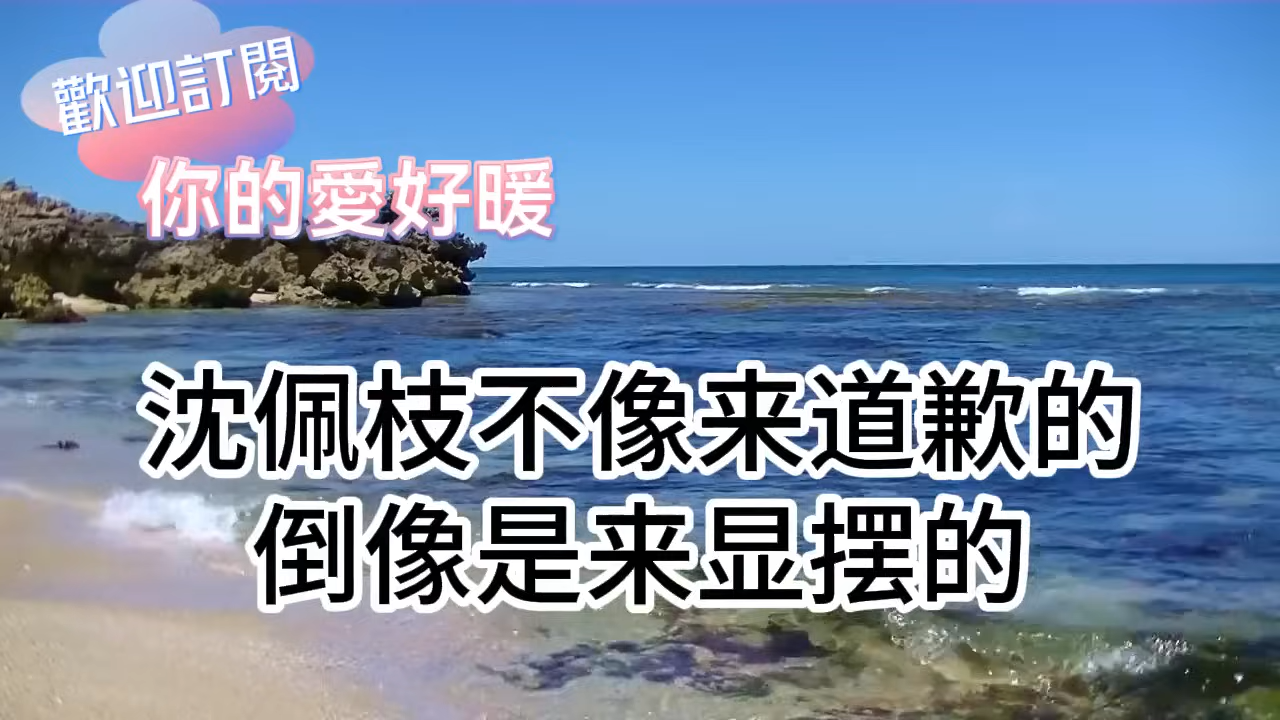 歡迎訂閱
你的愛好暖
沈佩枝不像来道歉的
倒像是来显摆的